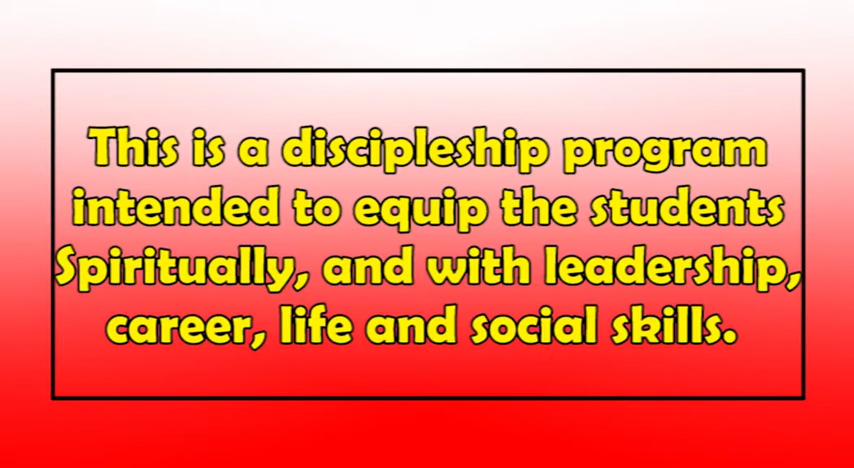 This is a discipleship program
intended to equip the students
Spiritually, and with leadership,
career, life and social skills.